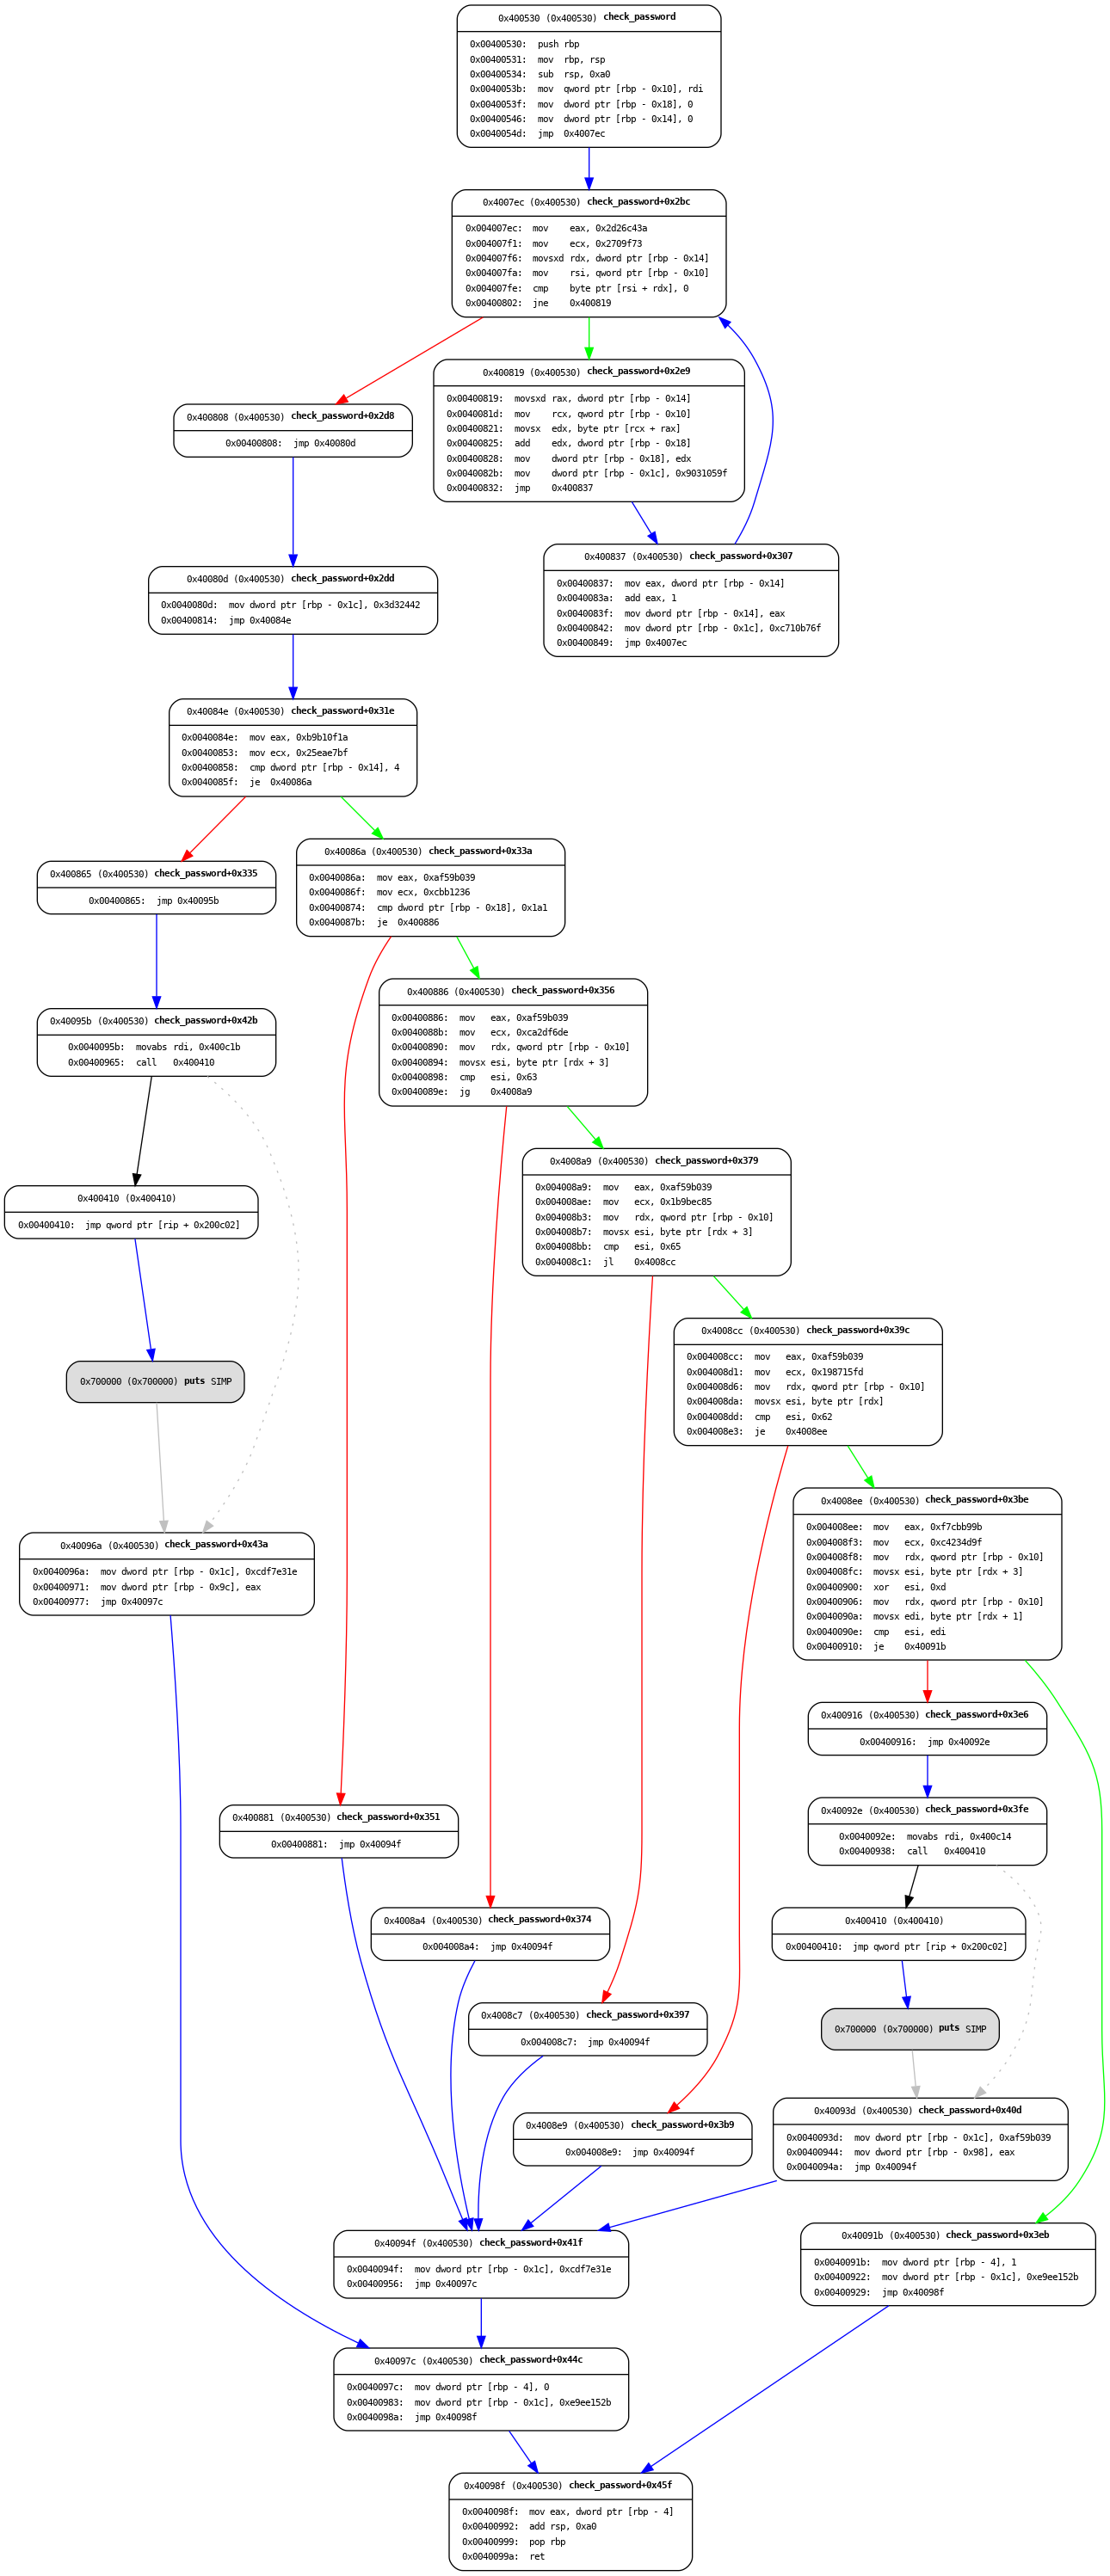 0x400530 (0x400530) check_password
0x00400530: push rbp
0x00400531: mov rbp, rsp
0x00400534: sub rsp, 0xa0
0x0040053b: mov qword ptr [rbp - 0x10], rdi
0x0040053f: mov dword ptr [rbp - 0x18], 0
0x00400546: mov dword ptr [rbp - 0x14], 0
0x0040054d: jmp 0x4007ec
0x4007ec (0x400530) check_password+0x2bc
0x004007ec: mov eax, 0x2d26c43a
0x004007f1: mov ecx, 0x2709f73
0x004007f6: movsxd rdx, dword ptr [rbp - 0x14]
0x004007fa: mov rsi, qword ptr [rbp - 0x10]
0x004007fe: cmp byte ptr [rsi + rdx], 0
0x00400802: jne 0x400819
0x400819 (0x400530) check_password+0x2e9
0x00400819: movsxd rax, dword ptr [rbp - 0x14]
0x0040081d: mov rcx, qword ptr [rbp - 0x10]
0x00400821: movsx edx, byte ptr [rcx + rax]
0x00400825: add edx, dword ptr [rbp - 0x18]
0x00400828: mov dword ptr [rbp - 0x18], edx
0x0040082b: mov dword ptr [rbp - 0x1c], 0x9031059f
0x00400832: jmp 0x400837
0x400808 (0x400530) check_password+0x2d8
0x00400808: jmp 0x40080d
0x400837 (0x400530) check_password+0x307
0x00400837: mov eax, dword ptr [rbp - 0x14]
0x0040083a: add eax, 1
0x0040083f: mov dword ptr [rbp - 0x14], eax
0x00400842: mov dword ptr [rbp - 0x1c], 0xc710b76f
0x00400849: jmp 0x4007ec
0x40080d (0x400530) check_password+0x2dd
0x0040080d: mov dword ptr [rbp - 0x1c], 0x3d32442
0x00400814: jmp 0x40084e
0x40084e (0x400530) check_password+0x31e
0x0040084e: mov eax, 0xb9b10f1a
0x00400853: mov ecx, 0x25eae7bf
0x00400858: cmp dword ptr [rbp - 0x14], 4
0x0040085f: je 0x40086a
0x40086a (0x400530) check_password+0x33a
0x0040086a: mov eax, 0xaf59b039
0x0040086f: mov ecx, 0xcbb1236
0x00400874: cmp dword ptr [rbp - 0x18], 0x1a1
0x0040087b: je 0x400886
0x400865 (0x400530) check_password+0x335
0x00400865: jmp 0x40095b
0x400886 (0x400530) check_password+0x356
0x00400886: mov eax, 0xaf59b039
0x0040088b: mov ecx, 0xca2df6de
0x00400890: mov rdx, qword ptr [rbp - 0x10]
0x00400894: movsx esi, byte ptr [rdx + 3]
0x00400898: cmp esi, 0x63
0x0040089e: jg 0x4008a9
0x40095b (0x400530) check_password+0x42b
0x0040095b: movabs rdi, 0x400c1b
0x00400965: call 0x400410
0x4008a9 (0x400530) check_password+0x379
0x004008a9: mov eax, 0xaf59b039
0x004008ae: mov ecx, 0x1b9bec85
0x004008b3: mov rdx, qword ptr [rbp - 0x10]
0x004008b7: movsx esi, byte ptr [rdx + 3]
0x004008bb: cmp esi, 0x65
0x004008c1: jl 0x4008cc
0x400410 (0x400410)
0x00400410: jmp qword ptr [rip + 0x200c02]
0x4008cc (0x400530) check_password+0x39c
0x004008cc: mov eax, 0xaf59b039
0x004008d1: mov ecx, 0x198715fd
0x004008d6: mov rdx, qword ptr [rbp - 0x10]
0x004008da: movsx esi, byte ptr [rdx]
0x004008dd: cmp esi, 0x62
0x004008e3: je 0x4008ee
0x700000 (0x700000) puts SIMP
0x4008ee (0x400530) check_password+0x3be
0x004008ee: mov eax, 0xf7cbb99b
0x004008f3: mov ecx, 0xc4234d9f
0x004008f8: mov rdx, qword ptr [rbp - 0x10]
0x004008fc: movsx esi, byte ptr [rdx + 3]
0x00400900: xor esi, 0xd
0x00400906: mov rdx, qword ptr [rbp - 0x10]
0x0040090a: movsx edi, byte ptr [rdx + 1]
0x0040090e: cmp esi, edi
0x00400910: je 0x40091b
0x40096a (0x400530) check_password+0x43a
0x0040096a: mov dword ptr [rbp - 0x1c], 0xcdf7e31e
0x00400971: mov dword ptr [rbp - 0x9c], eax
0x00400977: jmp 0x40097c
0x400916 (0x400530) check_password+0x3e6
0x00400916: jmp 0x40092e
0x40092e (0x400530) check_password+0x3fe
0x0040092e: movabs rdi, 0x400c14
0x00400938: call 0x400410
0x400881 (0x400530) check_password+0x351
0x00400881: jmp 0x40094f
0x4008a4 (0x400530) check_password+0x374
0x004008a4: jmp 0x40094f
0x400410 (0x400410)
0x00400410: jmp qword ptr [rip + 0x200c02]
0x4008c7 (0x400530) check_password+0x397
0x004008c7: jmp 0x40094f
0x700000 (0x700000) puts SIMP
0x4008e9 (0x400530) check_password+0x3b9
0x004008e9: jmp 0x40094f
0x40093d (0x400530) check_password+0x40d
0x0040093d: mov dword ptr [rbp - 0x1c], 0xaf59b039
0x00400944: mov dword ptr [rbp - 0x98], eax
0x0040094a: jmp 0x40094f
0x40094f (0x400530) check_password+0x41f
0x0040094f: mov dword ptr [rbp - 0x1c], 0xcdf7e31e
0x00400956: jmp 0x40097c
0x40091b (0x400530) check_password+0x3eb
0x0040091b: mov dword ptr [rbp - 4], 1
0x00400922: mov dword ptr [rbp - 0x1c], 0xe9ee152b
0x00400929: jmp 0x40098f
0x40097c (0x400530) check_password+0x44c
0x0040097c: mov dword ptr [rbp - 4], 0
0x00400983: mov dword ptr [rbp - 0x1c], 0xe9ee152b
0x0040098a: jmp 0x40098f
0x40098f (0x400530) check_password+0x45f
0x0040098f: mov eax, dword ptr [rbp - 4]
0x00400992: add rsp, 0xa0
0x00400999: pop rbp
0x0040099a: ret